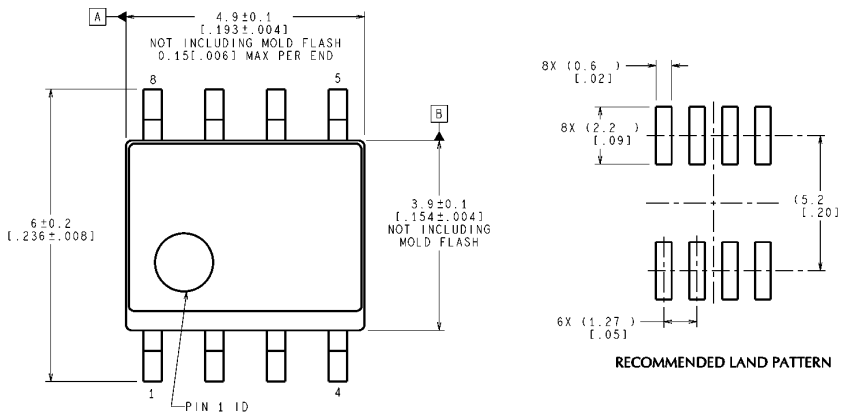 A
4.9±0.1
[.193±.004]
NOT INCLUDING MOLD FLASH
0.15[.006] MAX PER END
8
5
B
6±0.2
[.236±.008]
3.9±0.1
[.154±.004]
NOT INCLUDING
MOLD FLASH
1
4
PIN 1 ID
8X (0.6 )
[.02]
8X (2.2 )
[.09]
(5.2
[.20]
6X (1.27 )
[.05]
RECOMMENDED LAND PATTERN